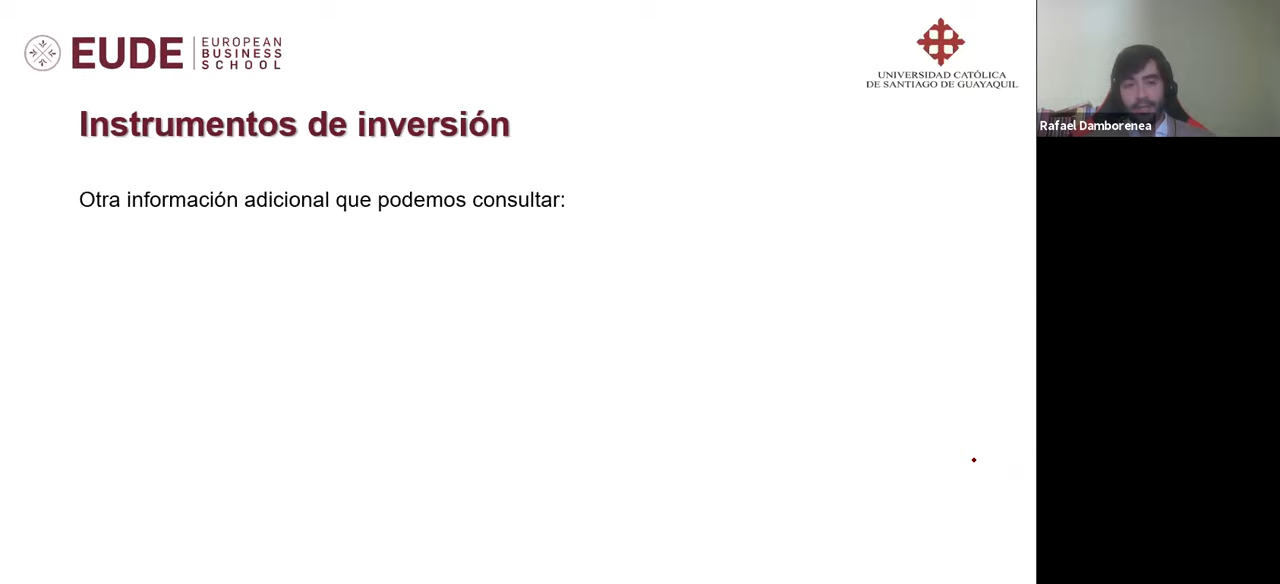 EUDE
EUROPEAN
BUSINESS
SCHOOL
UNIVERSIDAD CATÓLICA
DE SANTIAGO DE GUAYAQUIL
Instrumentos de inversión
Otra información adicional que podemos consultar:
Rafael Damborenea